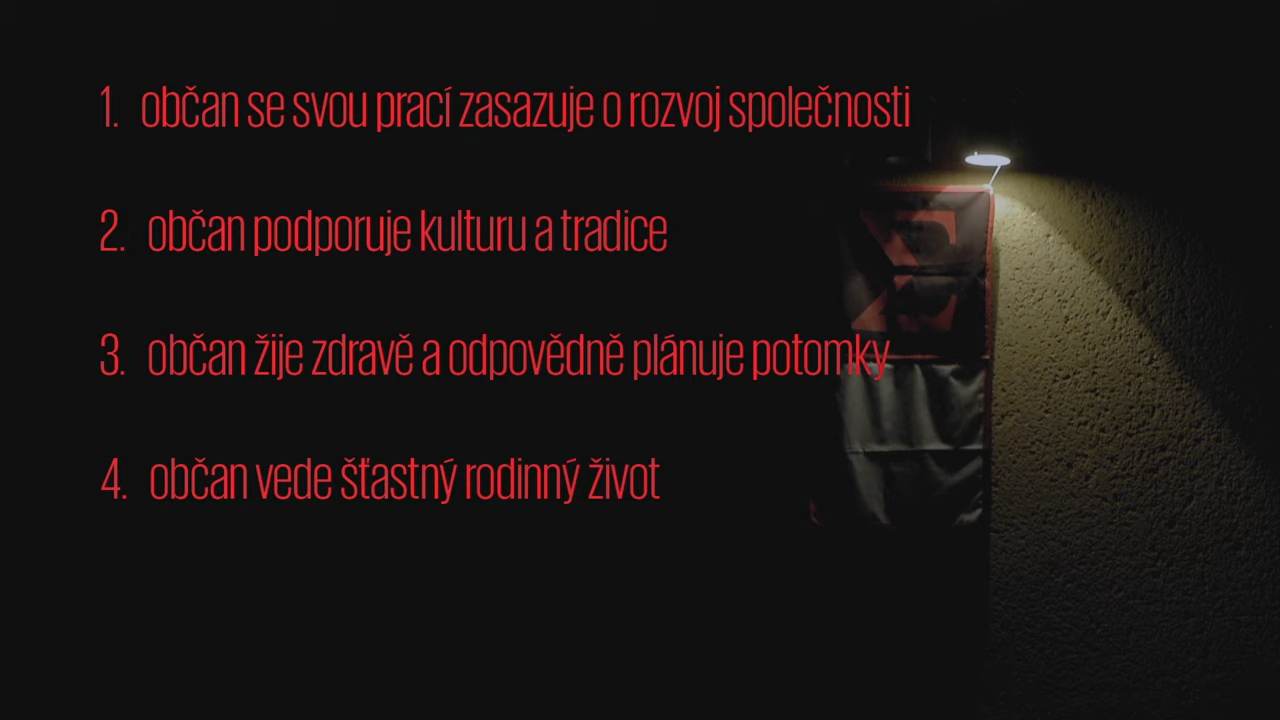 1. občan se svou prací zasazuje o rozvoj společnosti
2. občan podporuje kulturu a tradice
3. občan žije zdravě a odpovědně plánuje potomky
4. občan vede šťastný rodinný život